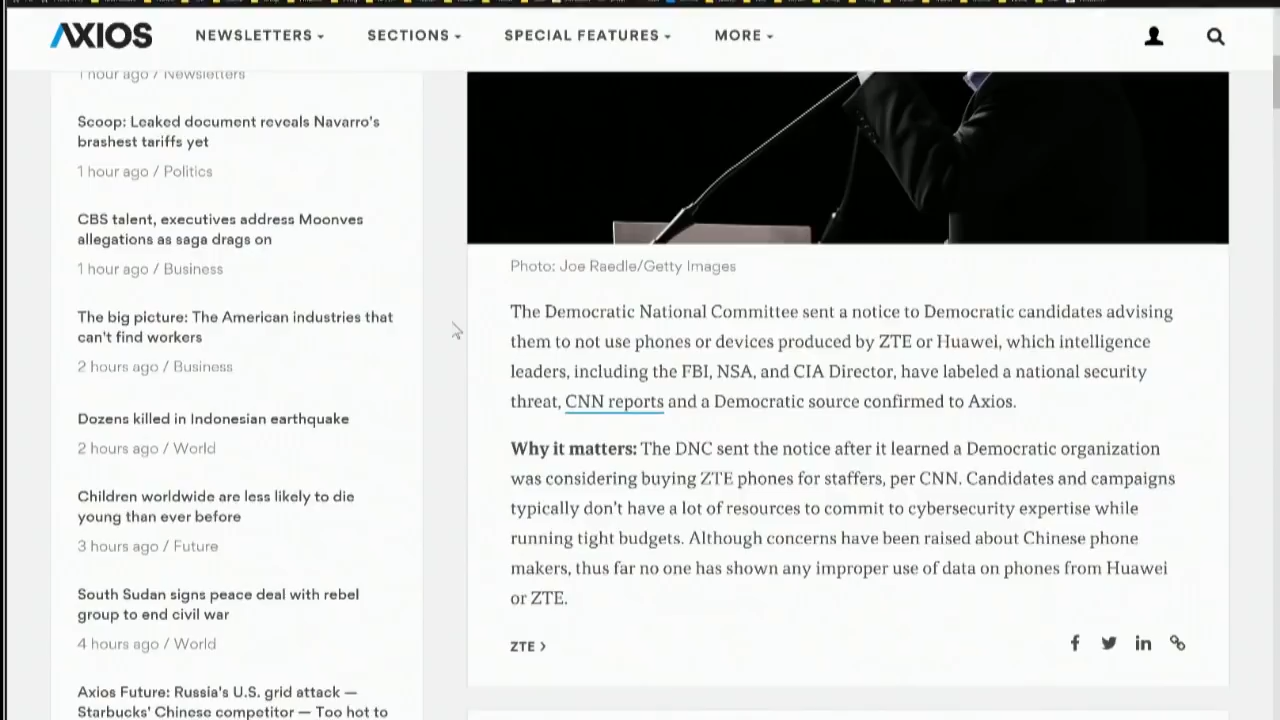 AXIOS
NEWSLETTERS
SECTIONS
SPECIAL FEATURES
MORE
1 hour ago / Newsletters
Scoop: Leaked document reveals Navarro's
brashest tariffs yet
1 hour ago / Politics
CBS talent, executives address Moonves
allegations as saga drags on
1 hour ago / Business
The big picture: The American industries that
can't find workers
2 hours ago / Business
Dozens killed in Indonesian earthquake
2 hours ago / World
Children worldwide are less likely to die
young than ever before
3 hours ago / Future
South Sudan signs peace deal with rebel
group to end civil war
4 hours ago / World
Axios Future: Russia's U.S. grid attack —
Starbucks' Chinese competitor — Too hot to
Photo: Joe Raedle/Getty Images
The Democratic National Committee sent a notice to Democratic candidates advising
them to not use phones or devices produced by ZTE or Huawei, which intelligence
leaders, including the FBI, NSA, and CIA Director, have labeled a national security
threat, CNN reports and a Democratic source confirmed to Axios.
Why it matters: The DNC sent the notice after it learned a Democratic organization
was considering buying ZTE phones for staffers, per CNN. Candidates and campaigns
typically don't have a lot of resources to commit to cybersecurity expertise while
running tight budgets. Although concerns have been raised about Chinese phone
makers, thus far no one has shown any improper use of data on phones from Huawei
or ZTE.
ZTE >